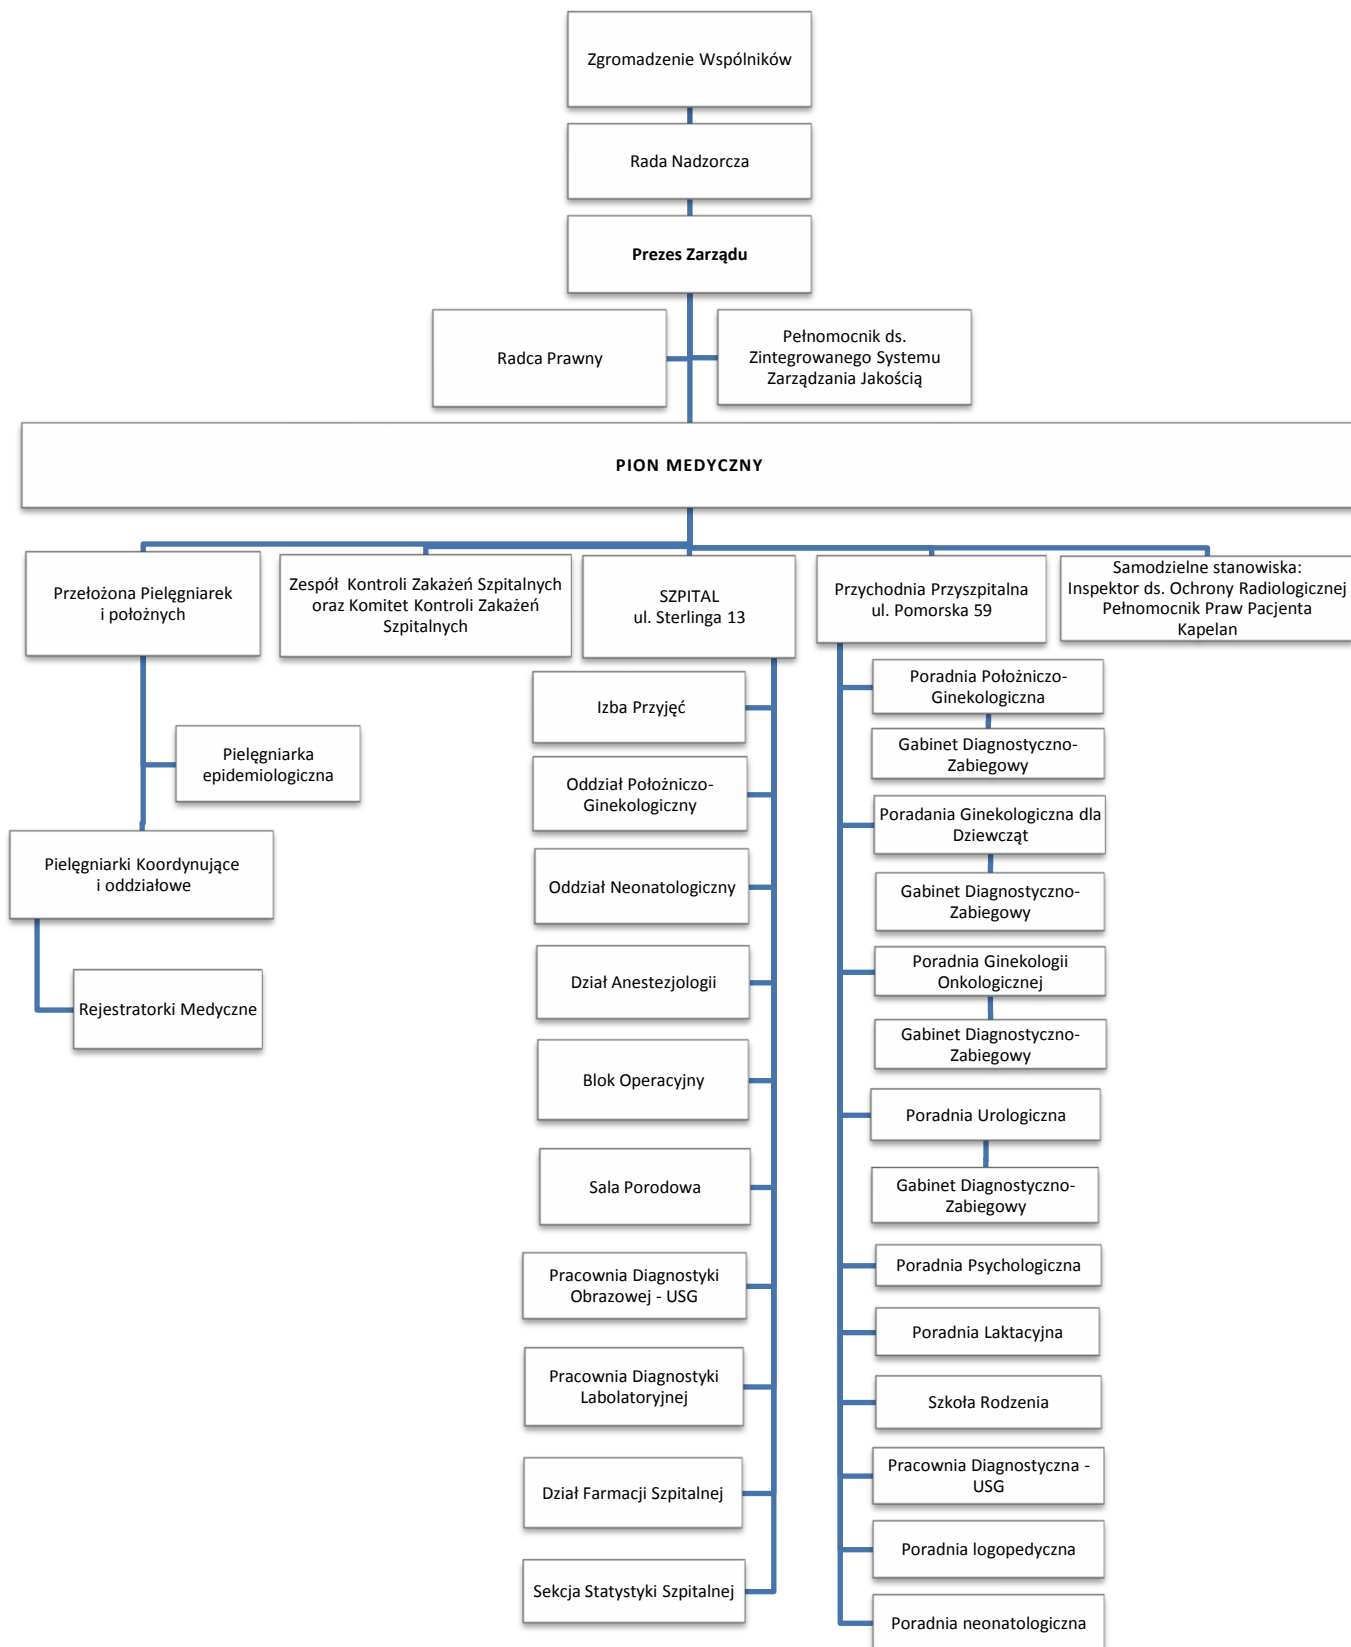 Zgromadzenie Wspólników
Rada Nadzorcza
Prezes Zarządu
Radca Prawny
Pełnomocnik ds.
Zintegrowanego Systemu
Zarządzania Jakością
PION MEDYCZNY
Przełożona Pielęgniarek
i położnych
Zespół Kontroli Zakażeń Szpitalnych
oraz Komitet Kontroli Zakażeń
Szpitalnych
SZPITAL
ul. Sterlinga 13
Przychodnia Przyszpitalna
ul. Pomorska 59
Samodzielne stanowiska:
Inspektor ds. Ochrony Radiologicznej
Pełnomocnik Praw Pacjenta
Kapelan
Pielęgniarka
epidemiologiczna
Pielęgniarki Koordynujące
i oddziałowe
Rejestratorki Medyczne
Izba Przyjęć
Oddział Położniczo-
Ginekologiczny
Oddział Neonatologiczny
Dział Anestezjologii
Blok Operacyjny
Sala Porodowa
Pracownia Diagnostyki
Obrazowej - USG
Pracownia Diagnostyki
Labolatoryjnej
Dział Farmacji Szpitalnej
Sekcja Statystyki Szpitalnej
Poradnia Położniczo-
Ginekologiczna
Gabinet Diagnostyczno-
Zabiegowy
Poradania Ginekologiczna dla
Dziewcząt
Gabinet Diagnostyczno-
Zabiegowy
Poradnia Ginekologii
Onkologicznej
Gabinet Diagnostyczno-
Zabiegowy
Poradnia Urologiczna
Gabinet Diagnostyczno-
Zabiegowy
Poradnia Psychologiczna
Poradnia Laktacyjna
Szkoła Rodzenia
Pracownia Diagnostyczna -
USG
Poradnia logopedyczna
Poradnia neonatologiczna